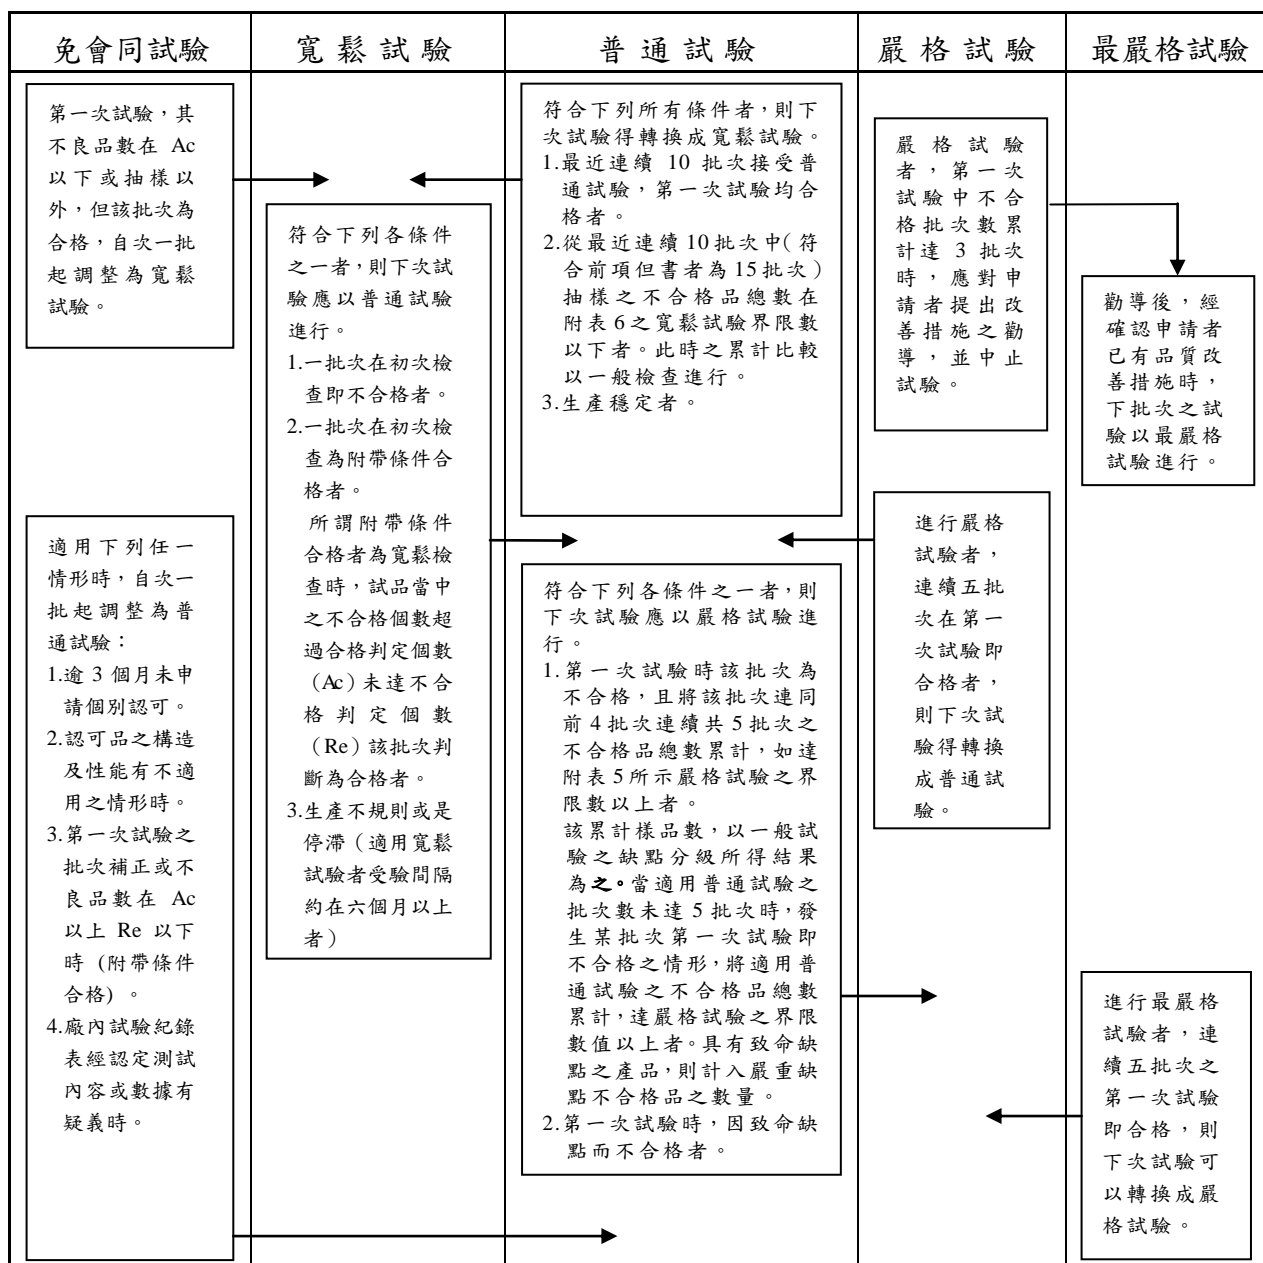 免會同試驗
寬鬆試驗
普通試驗
嚴格試驗
最嚴格試驗
第一次試驗,其
不良品數在 Ac
以下或抽樣以
外,但該批次為
合格,自次一批
起調整為寬鬆
試驗。
適用下列任一
情形時,自次一
批起調整為普
通試驗:
1.逾 3 個月未申
請個別認可。
2.認可品之構造
及性能有不適
用之情形時。
3.第一次試驗之
批次補正或不
良品數在 Ac
以上 Re 以下
時 (附帶條件
合格) 。
4.廠內試驗紀錄
表經認定測試
內容或數據有
疑義時。
符合下列各條件
之一者,則下次試
驗應以普通試驗
進行。
1.一批次在初次檢
查即不合格者。
2.一批次在初次檢
查為附帶條件合
格者。
所謂附帶條件
合格者為寬鬆檢
查時,試品當中
之不合格個數超
過合格判定個數
(Ac)未達不合
格判定個數
(Re)該批次判
斷為合格者。
3.生產不規則或是
停滯(適用寬鬆
試驗者受驗間隔
約在六個月以上
者)
符合下列所有條件者,則下
次試驗得轉換成寬鬆試驗。
1.最近連續 10 批次接受普
通試驗,第一次試驗均合
格者。
2.從最近連續10批次中(符
合前項但書者為15批次)
抽樣之不合格品總數在
附表6之寬鬆試驗界限數
以下者。此時之累計比較
以一般檢查進行。
3.生產穩定者。
符合下列各條件之一者,則
下次試驗應以嚴格試驗進
行。
1.第一次試驗時該批次為
不合格,且將該批次連同
前4批次連續共5批次之
不合格品總數累計,如達
附表5所示嚴格試驗之界
限數以上者。
該累計樣品數,以一般試
驗之缺點分級所得結果
為之。當適用普通試驗之
批次數未達5批次時,發
生某批次第一次試驗即
不合格之情形,將適用普
通試驗之不合格品總數
累計,達嚴格試驗之界限
數值以上者。具有致命缺
點之產品,則計入嚴重缺
點不合格品之數量。
2.第一次試驗時,因致命缺
點而不合格者。
嚴格試驗
者,第一次
試驗中不合
格批次數累
計達 3 批次
時,應對申
請者提出改
善措施之勸
導,並中止
試驗。
進行嚴格
試驗者,
連續五批
次在第一
次試驗即
合格者,
則下次試
驗得轉換
成普通試
驗。
勸導後,經
確認申請者
已有品質改
善措施時,
下批次之試
驗以最嚴格
試驗進行。
進行最嚴格
試驗者,連
續五批次之
第一次試驗
即合格,則
下次試驗可
以轉換成嚴
格試驗。